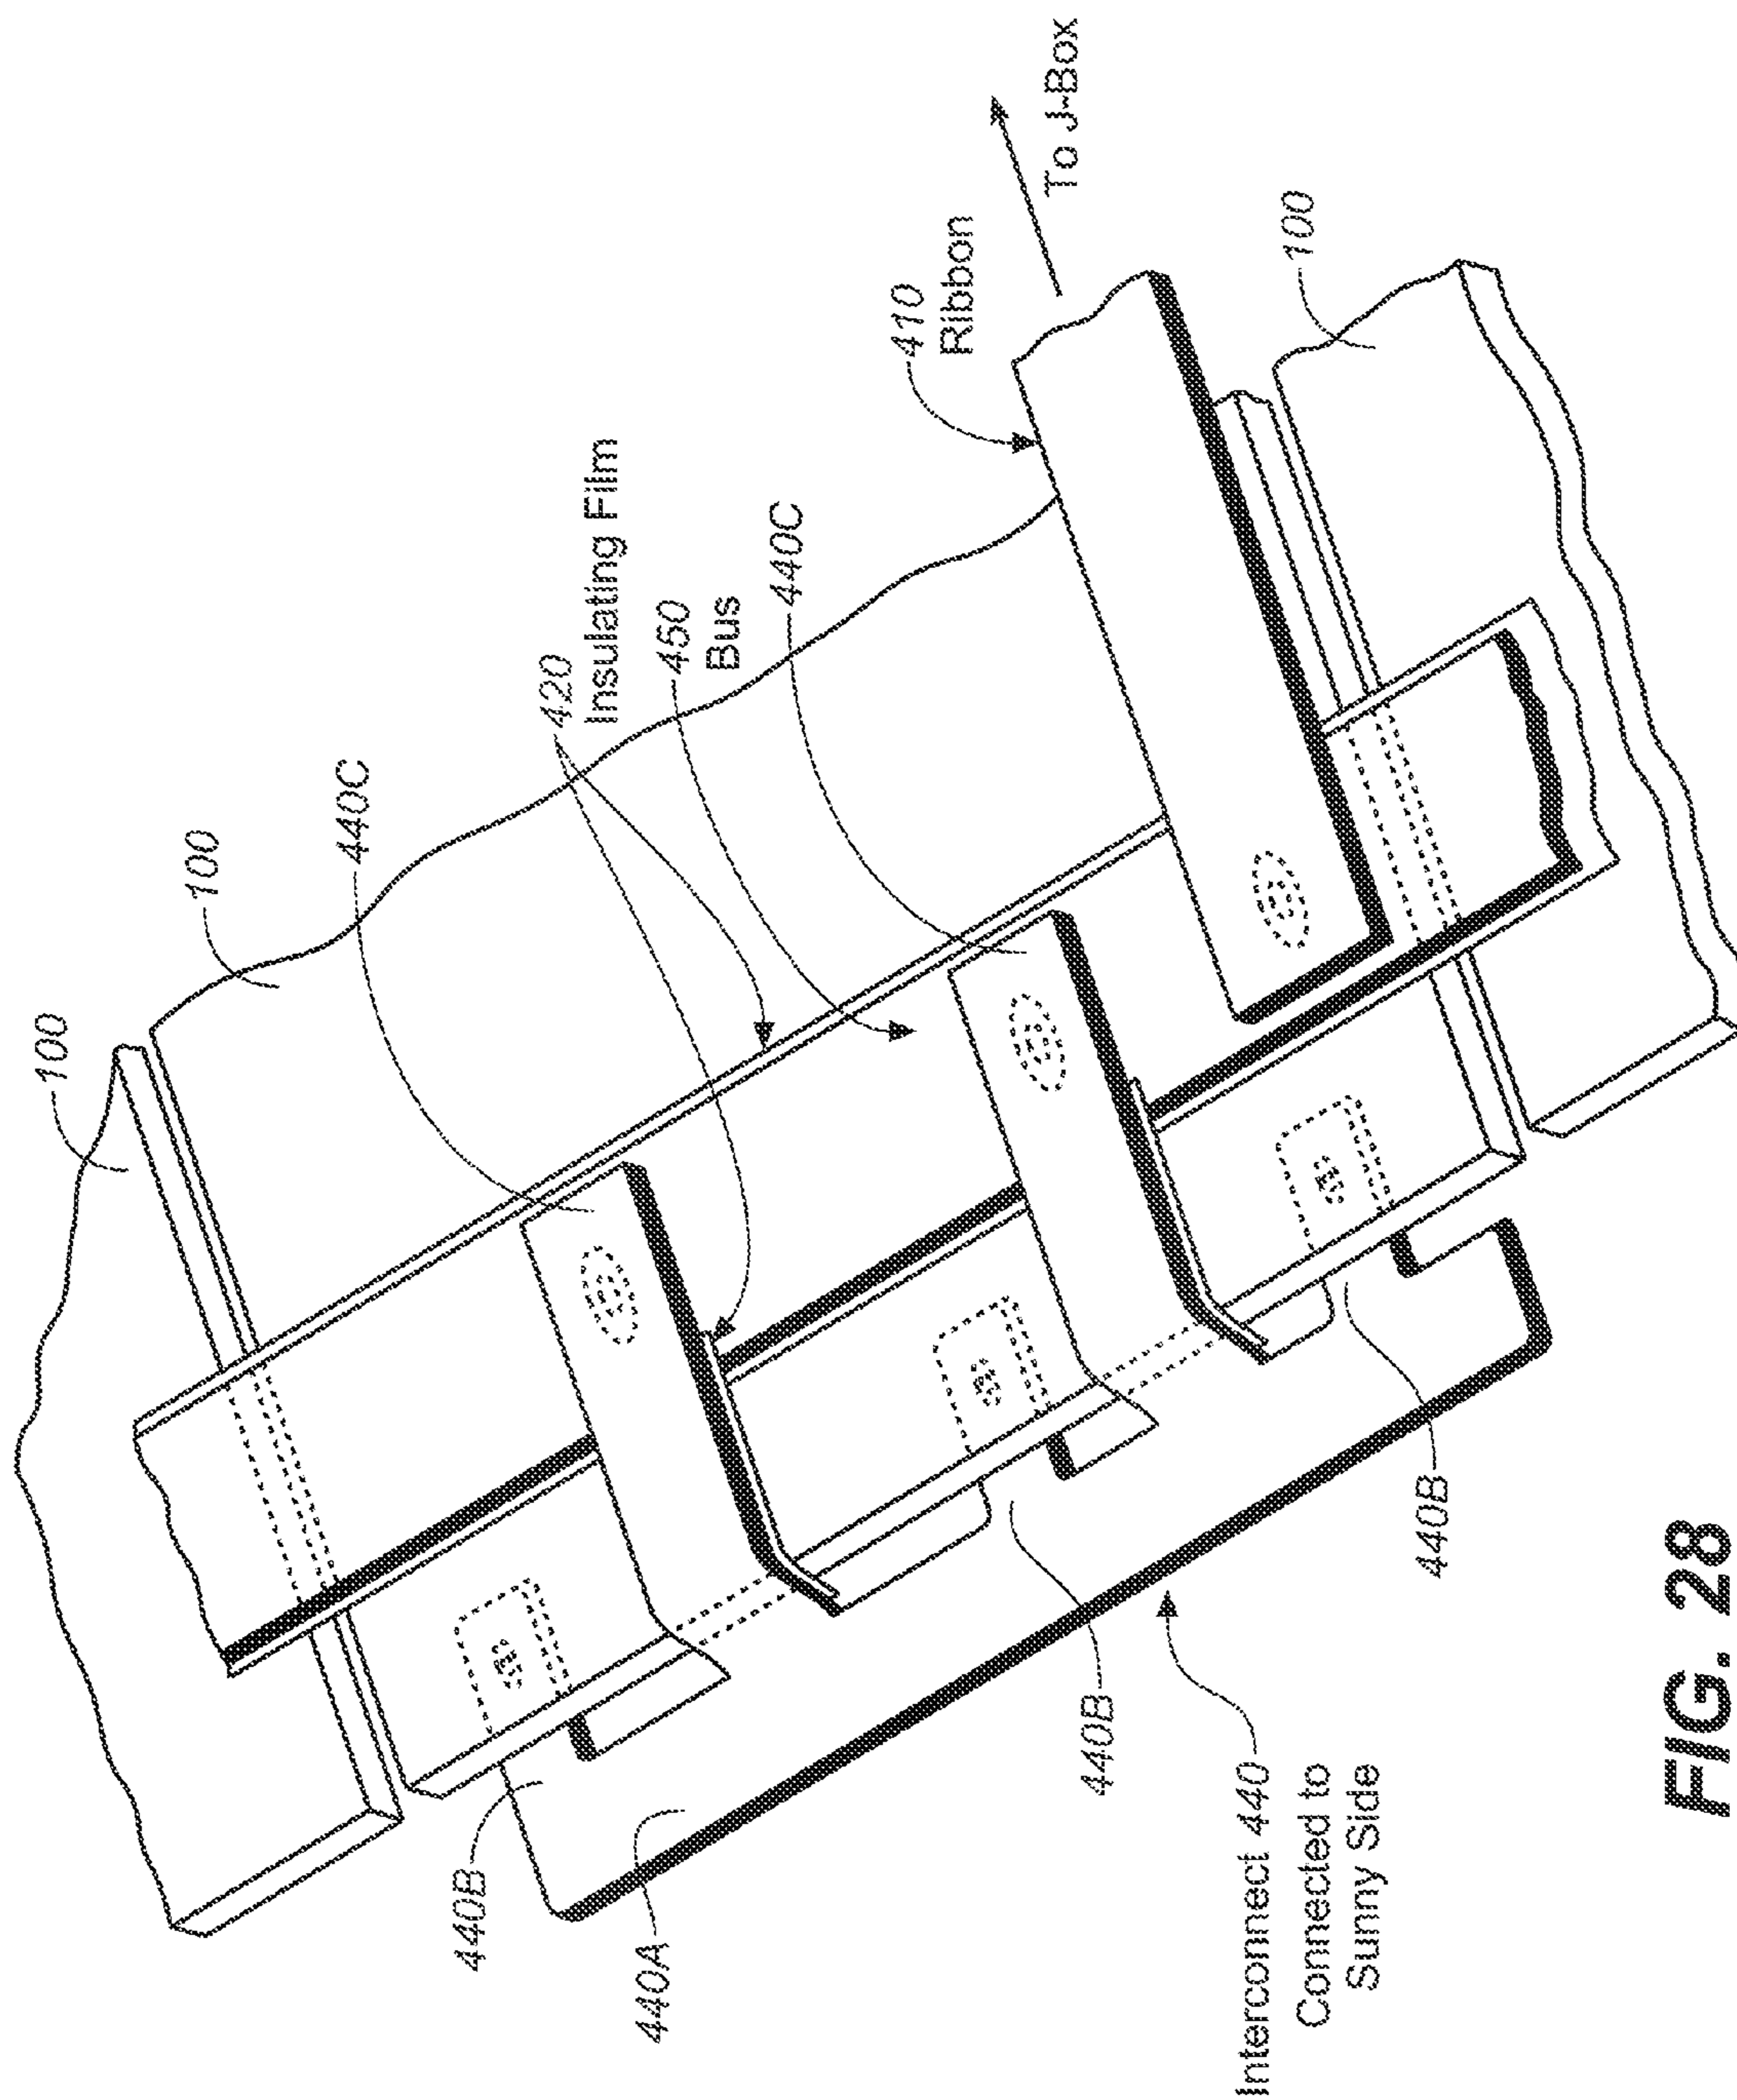 100
100
440C
420
Insulating Film
450
Bus
440C
410
Ribbon
To J-Box
100
440B
440A
440B
440B
Interconnect 440
Connected to
Sunny Side
FIG. 28